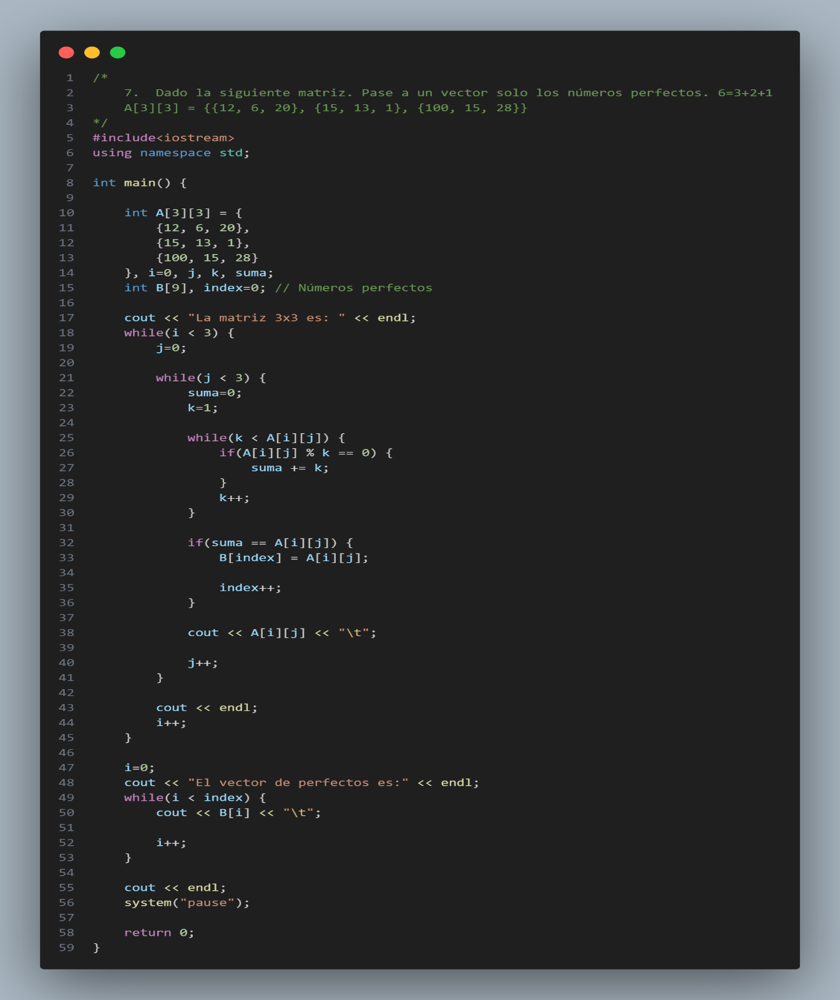 1 /*
2     7.  Dado la siguiente matriz. Pase a un vector solo los números perfectos. 6=3+2+1
3     A[3][3] = {{12, 6, 20}, {15, 13, 1}, {100, 15, 28}}
4 */
5 #include<iostream>
6 using namespace std;
7
8 int main() {
9
10     int A[3][3] = {
11         {12, 6, 20},
12         {15, 13, 1},
13         {100, 15, 28}
14     }, i=0, j, k, suma;
15     int B[9], index=0; // Números perfectos
16
17     cout << "La matriz 3x3 es: " << endl;
18     while(i < 3) {
19         j=0;
20
21         while(j < 3) {
22             suma=0;
23             k=1;
24
25             while(k < A[i][j]) {
26                 if(A[i][j] % k == 0) {
27                     suma += k;
28                 }
29                 k++;
30             }
31
32             if(suma == A[i][j]) {
33                 B[index] = A[i][j];
34
35                 index++;
36             }
37
38             cout << A[i][j] << "\t";
39
40             j++;
41         }
42
43         cout << endl;
44         i++;
45     }
46
47     i=0;
48     cout << "El vector de perfectos es:" << endl;
49     while(i < index) {
50         cout << B[i] << "\t";
51
52         i++;
53     }
54
55     cout << endl;
56     system("pause");
57
58     return 0;
59 }